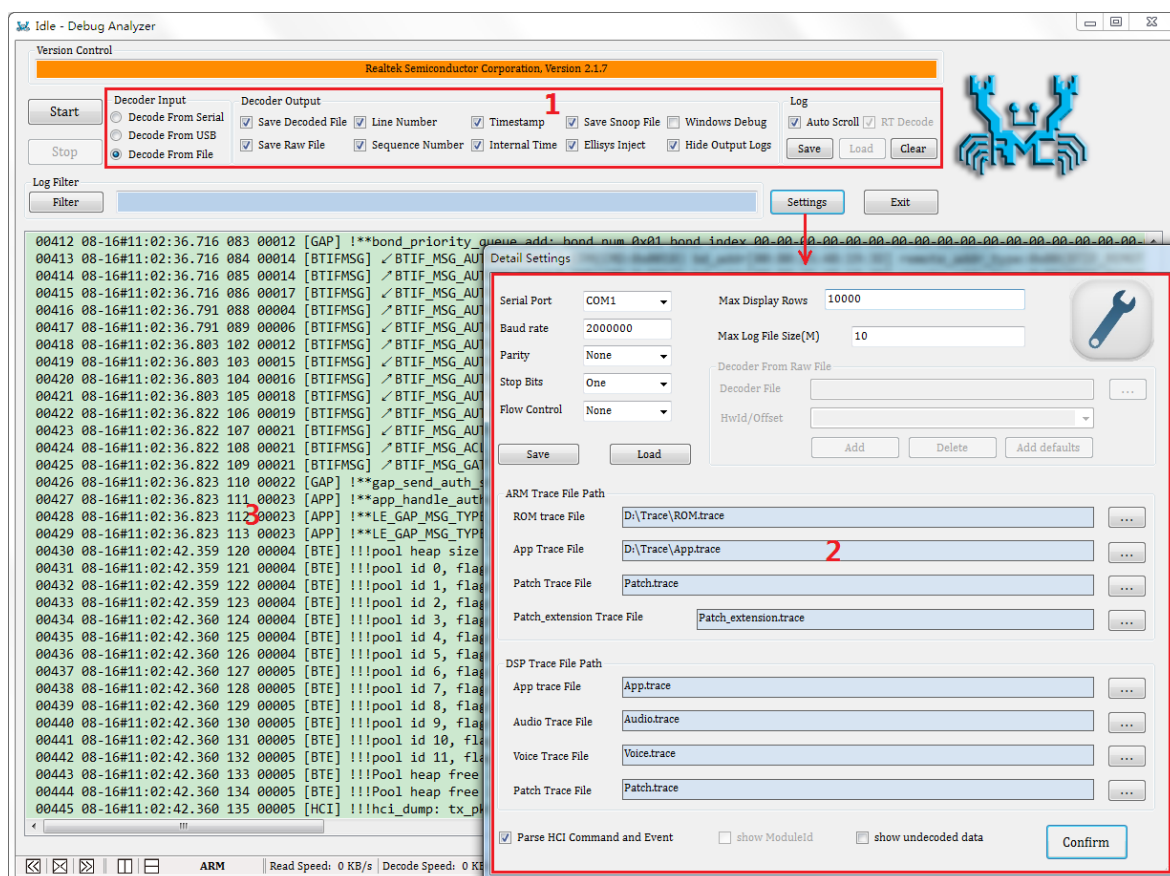 Idle - Debug Analyzer
Version Control
Realtek Semiconductor Corporation, Version 2.1.7
Start
Stop
Decoder Input
Decode From Serial
Decode From USB
Decode From File
Decoder Output
1
Save Decoded File Line Number Timestamp Save Snoop File Windows Debug
Save Raw File Sequence Number Internal Time Ellisys Inject Hide Output Logs
Log
Auto Scroll RT Decode
Save Load Clear
Log Filter
Filter
Settings
Exit
00412 08-16#11:02:36.716 083 00012 [GAP] !**bond_priority_queue add: bond num 0x01 bond index 00-00-00-00-00-00-00-00-00-00-00-00-00-00-
00413 08-16#11:02:36.716 084 00014 [BTIFMSG] ↙BTIF_MSG_AUT
00414 08-16#11:02:36.716 085 00014 [BTIFMSG] ↗BTIF_MSG_AUT
00415 08-16#11:02:36.716 086 00017 [BTIFMSG] ↙BTIF_MSG_AUT
00416 08-16#11:02:36.791 088 00004 [BTIFMSG] ↗BTIF_MSG_AUT
00417 08-16#11:02:36.791 089 00006 [BTIFMSG] ↙BTIF_MSG_AUT
00418 08-16#11:02:36.803 102 00012 [BTIFMSG] ↗BTIF_MSG_AUT
00419 08-16#11:02:36.803 103 00015 [BTIFMSG] ↙BTIF_MSG_AUT
00420 08-16#11:02:36.803 104 00016 [BTIFMSG] ↗BTIF_MSG_AUT
00421 08-16#11:02:36.803 105 00018 [BTIFMSG] ↙BTIF_MSG_AUT
00422 08-16#11:02:36.822 106 00019 [BTIFMSG] ↗BTIF_MSG_AUT
00423 08-16#11:02:36.822 107 00021 [BTIFMSG] ↙BTIF_MSG_AUT
00424 08-16#11:02:36.822 108 00021 [BTIFMSG] ↗BTIF_MSG_ACL
00425 08-16#11:02:36.822 109 00021 [BTIFMSG] ↗BTIF_MSG_GAT
00426 08-16#11:02:36.823 110 00022 [GAP] !**gap_send_auth_s
00427 08-16#11:02:36.823 111 00023 [APP] !**app_handle_auth
00428 08-16#11:02:36.823 112 00023 [APP] !**LE_GAP_MSG_TYPE
00429 08-16#11:02:36.823 113 00023 [APP] !**LE_GAP_MSG_TYPE
00430 08-16#11:02:42.359 120 00004 [BTE] !!!pool heap size
00431 08-16#11:02:42.359 121 00004 [BTE] !!!pool id 0, flag
00432 08-16#11:02:42.359 122 00004 [BTE] !!!pool id 1, flag
00433 08-16#11:02:42.359 123 00004 [BTE] !!!pool id 2, flag
00434 08-16#11:02:42.360 124 00004 [BTE] !!!pool id 3, flag
00435 08-16#11:02:42.360 125 00004 [BTE] !!!pool id 4, flag
00436 08-16#11:02:42.360 126 00004 [BTE] !!!pool id 5, flag
00437 08-16#11:02:42.360 127 00005 [BTE] !!!pool id 6, flag
00438 08-16#11:02:42.360 128 00005 [BTE] !!!pool id 7, flag
00439 08-16#11:02:42.360 129 00005 [BTE] !!!pool id 8, flag
00440 08-16#11:02:42.360 130 00005 [BTE] !!!pool id 9, flag
00441 08-16#11:02:42.360 131 00005 [BTE] !!!pool id 10, fla
00442 08-16#11:02:42.360 132 00005 [BTE] !!!pool id 11, fla
00443 08-16#11:02:42.360 133 00005 [BTE] !!!Pool heap free
00444 08-16#11:02:42.360 134 00005 [BTE] !!!Pool heap free
00445 08-16#11:02:42.360 135 00005 [HCI] !!!hci_dump: tx_pk
3
ARM Read Speed: 0 KB/s Decode Speed: 0 KB
Detail Settings
Serial Port COM1
Baud rate 2000000
Parity None
Stop Bits One
Flow Control None
Save Load
Max Display Rows 10000
Max Log File Size(M) 10
Decoder From Raw File
Decoder File ...
HwId/Offset
Add Delete Add defaults
ARM Trace File Path
ROM trace File D:\Trace\ROM.trace ...
App Trace File D:\Trace\App.trace 2 ...
Patch Trace File Patch.trace ...
Patch_extension Trace File Patch_extension.trace ...
DSP Trace File Path
App trace File App.trace ...
Audio Trace File Audio.trace ...
Voice Trace File Voice.trace ...
Patch Trace File Patch.trace ...
Parse HCI Command and Event show ModuleId show undecoded data
Confirm